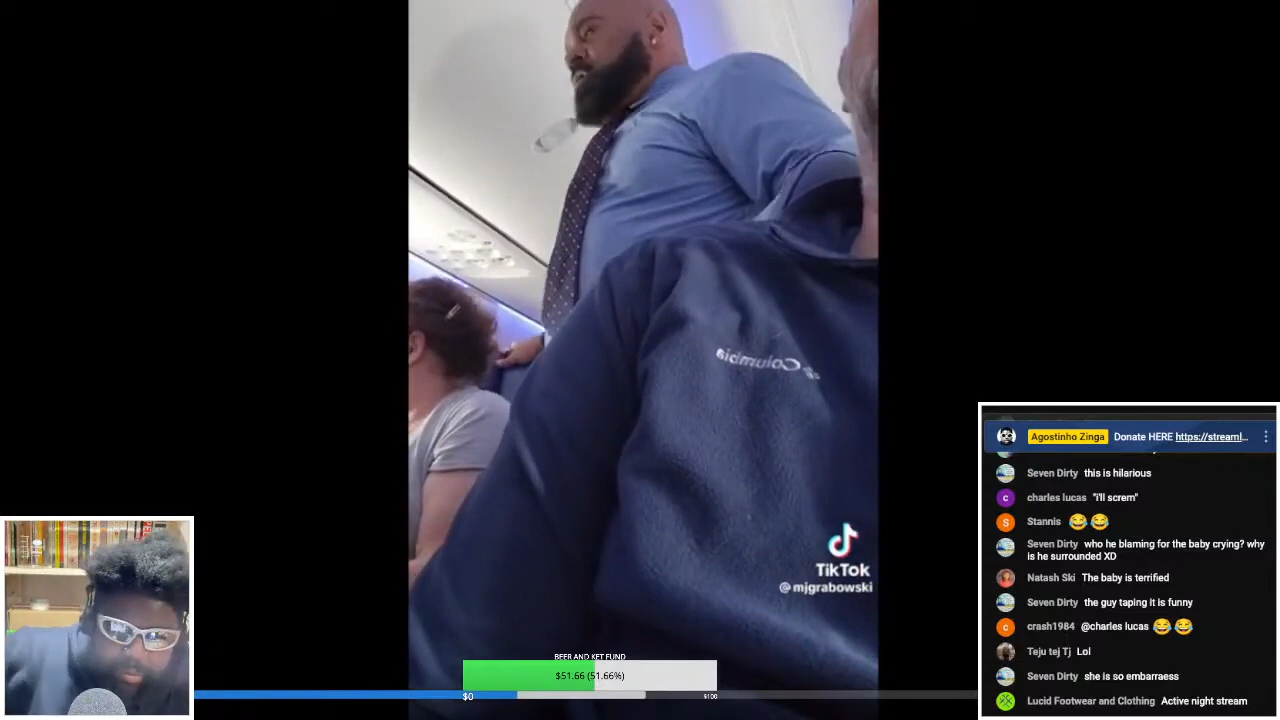 Columbia
TikTok
@mjgrabowski
BEER AND KET FUND
$51.66 (51.66%)
$0
$100
Agostinho Zinga Donate HERE https://streaml...
Seven Dirty this is hilarious
charles lucas "i'll screm"
Stannis 😂😂
Seven Dirty who he blaming for the baby crying? why
is he surrounded XD
Natash Ski The baby is terrified
Seven Dirty the guy taping it is funny
crash1984 @charles lucas 😂😂
Teju tej Tj Lol
Seven Dirty she is so embarraess
Lucid Footwear and Clothing Active night stream